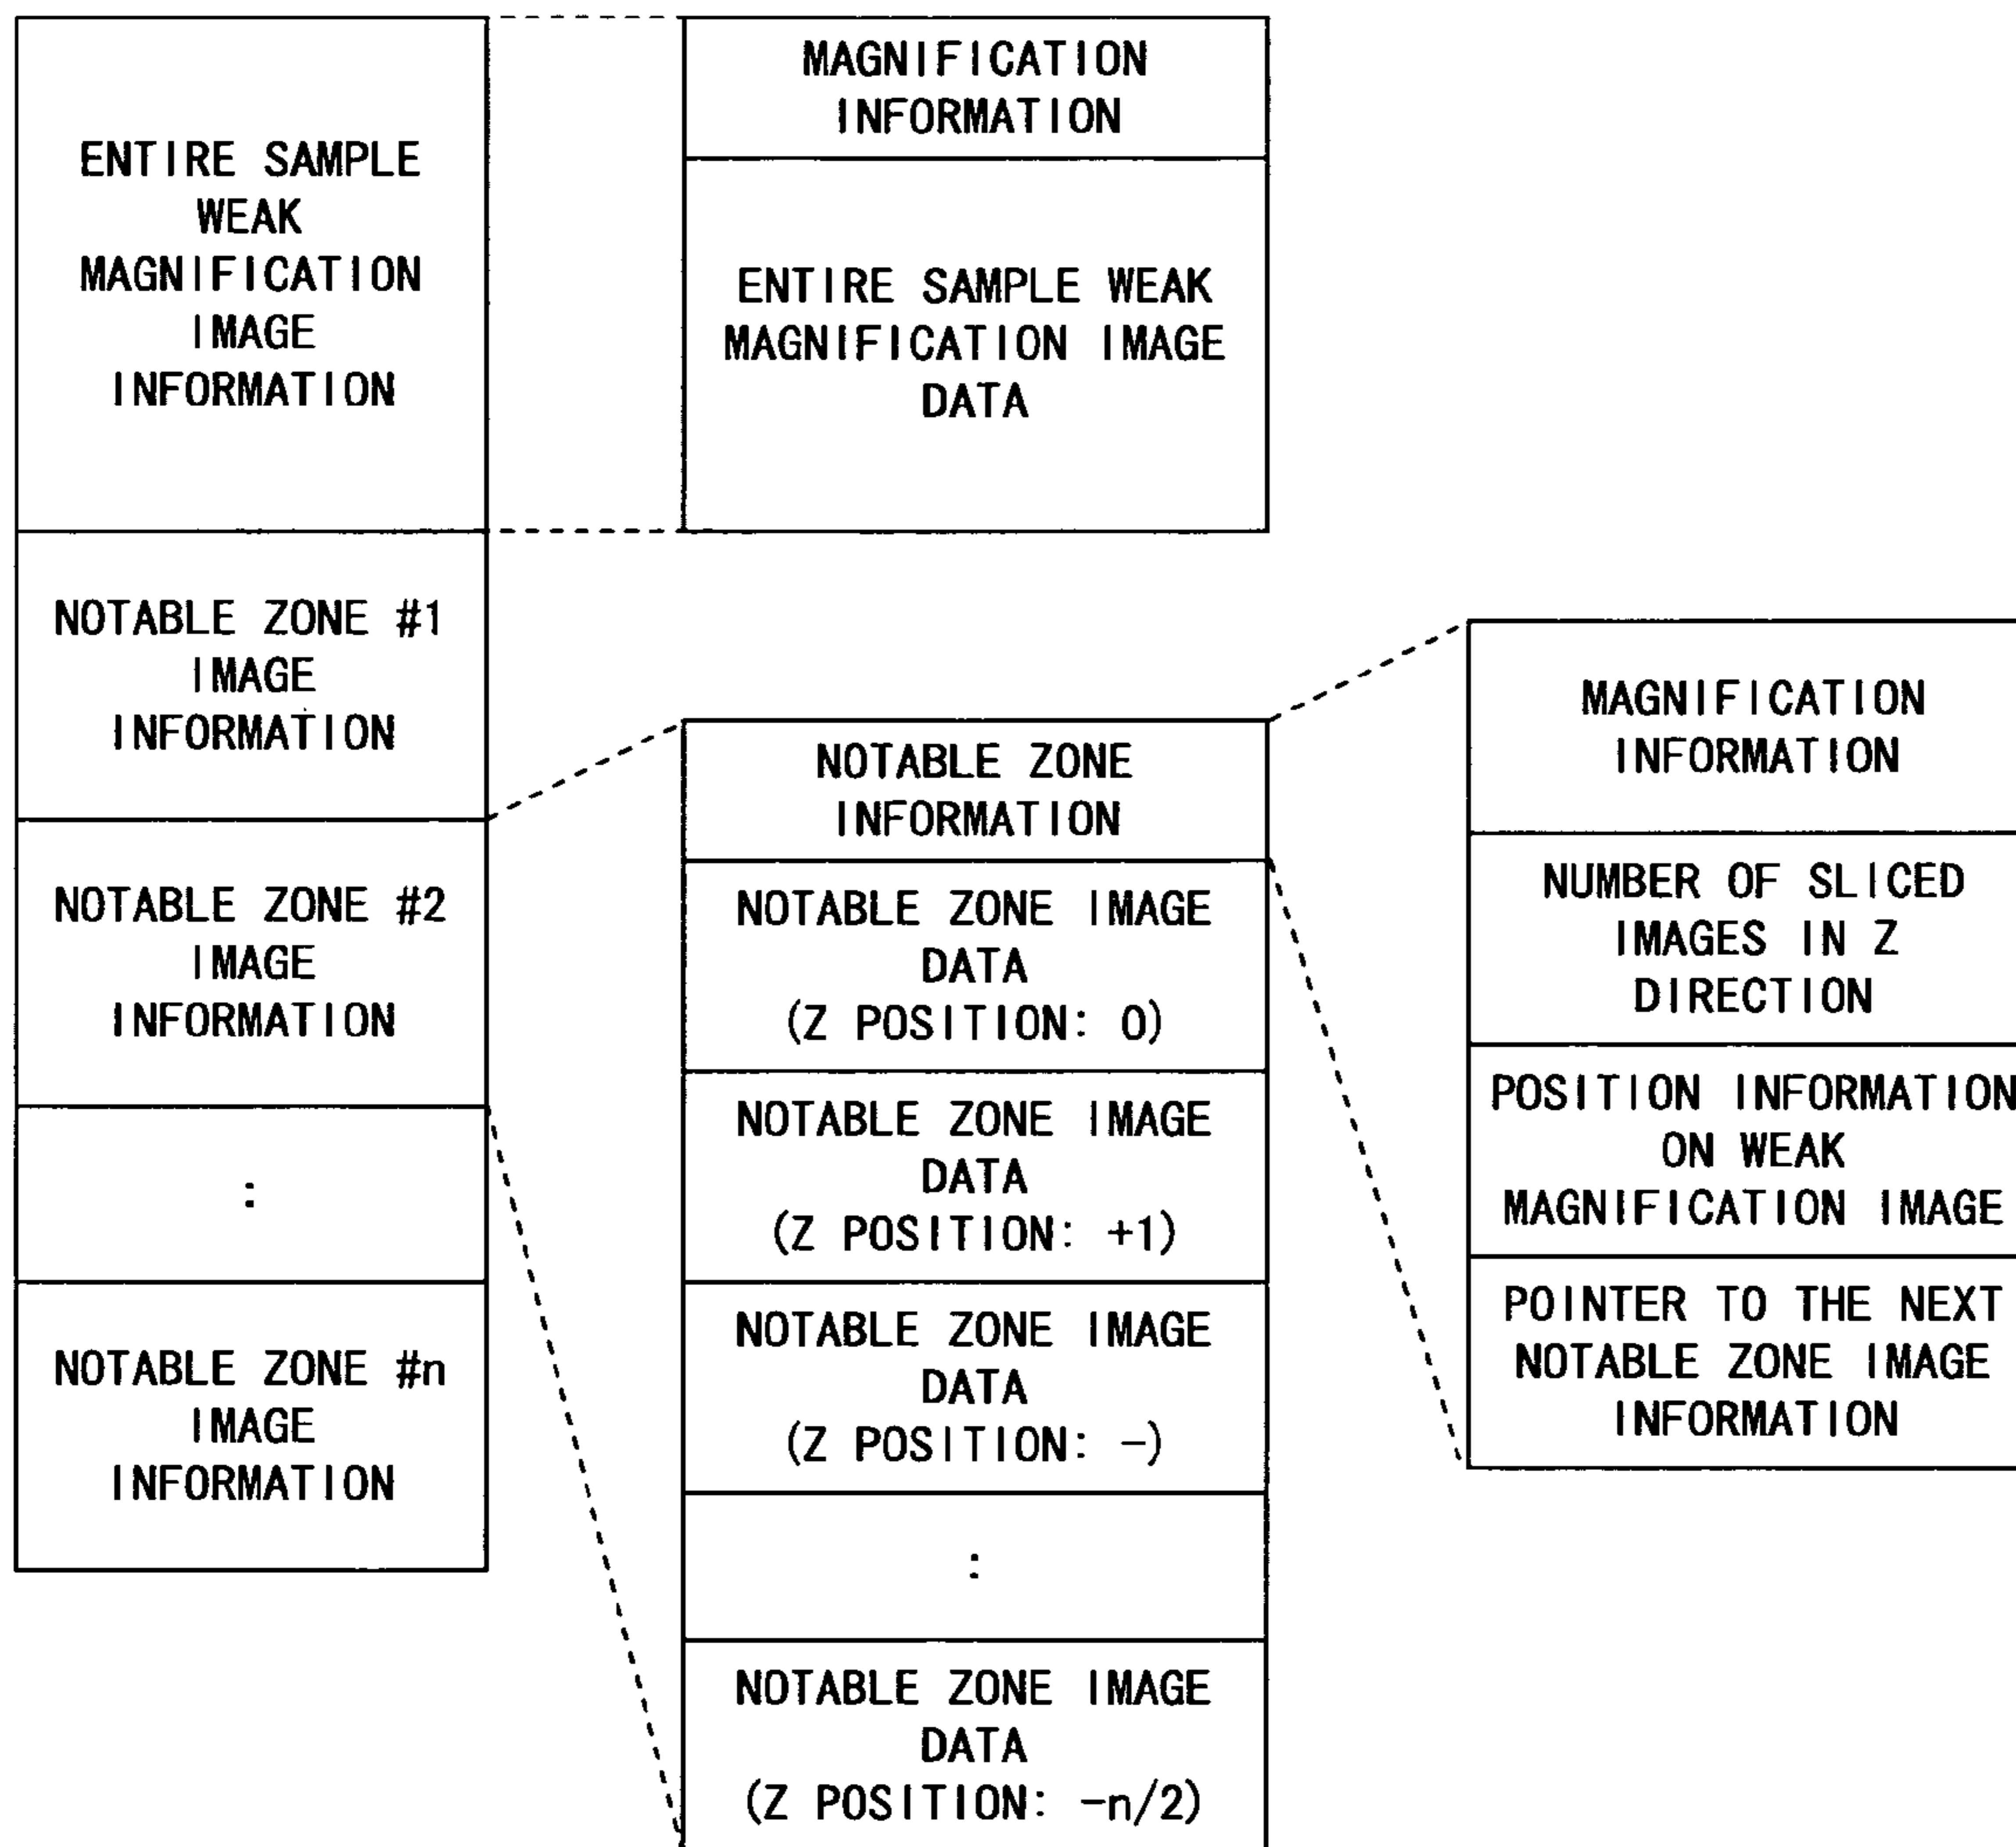 ENTIRE SAMPLE
WEAK
MAGNIFICATION
IMAGE
INFORMATION
NOTABLE ZONE #1
IMAGE
INFORMATION
NOTABLE ZONE #2
IMAGE
INFORMATION
:
NOTABLE ZONE #n
IMAGE
INFORMATION
MAGNIFICATION
INFORMATION
ENTIRE SAMPLE WEAK
MAGNIFICATION IMAGE
DATA
NOTABLE ZONE
INFORMATION
NOTABLE ZONE IMAGE
DATA
(Z POSITION: 0)
NOTABLE ZONE IMAGE
DATA
(Z POSITION: +1)
NOTABLE ZONE IMAGE
DATA
(Z POSITION: -)
:
NOTABLE ZONE IMAGE
DATA
(Z POSITION: -n/2)
MAGNIFICATION
INFORMATION
NUMBER OF SLICED
IMAGES IN Z
DIRECTION
POSITION INFORMATION
ON WEAK
MAGNIFICATION IMAGE
POINTER TO THE NEXT
NOTABLE ZONE IMAGE
INFORMATION